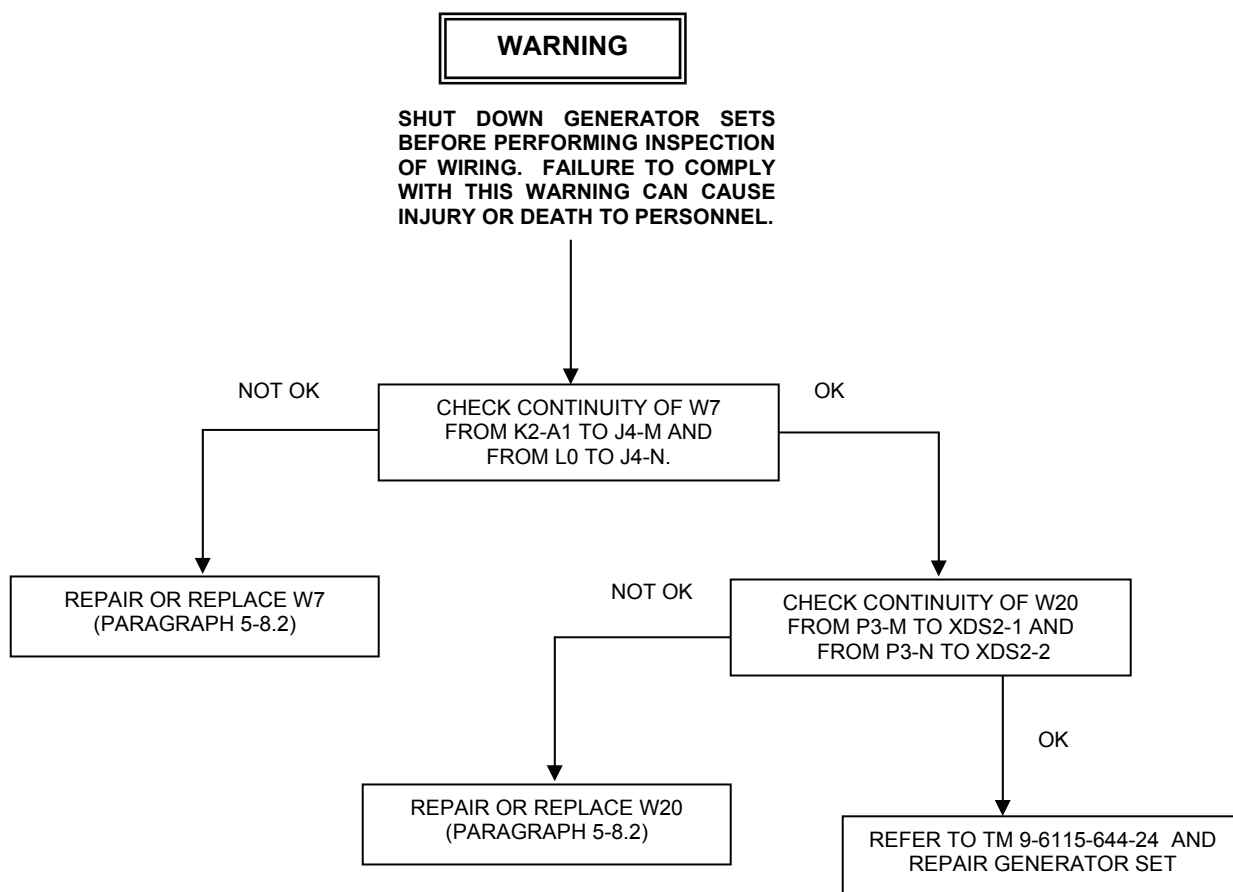 WARNING
SHUT DOWN GENERATOR SETS
BEFORE PERFORMING INSPECTION
OF WIRING. FAILURE TO COMPLY
WITH THIS WARNING CAN CAUSE
INJURY OR DEATH TO PERSONNEL.
NOT OK
CHECK CONTINUITY OF W7
FROM K2-A1 TO J4-M AND
FROM L0 TO J4-N.
OK
REPAIR OR REPLACE W7
(PARAGRAPH 5-8.2)
NOT OK
CHECK CONTINUITY OF W20
FROM P3-M TO XDS2-1 AND
FROM P3-N TO XDS2-2
OK
REPAIR OR REPLACE W20
(PARAGRAPH 5-8.2)
REFER TO TM 9-6115-644-24 AND
REPAIR GENERATOR SET